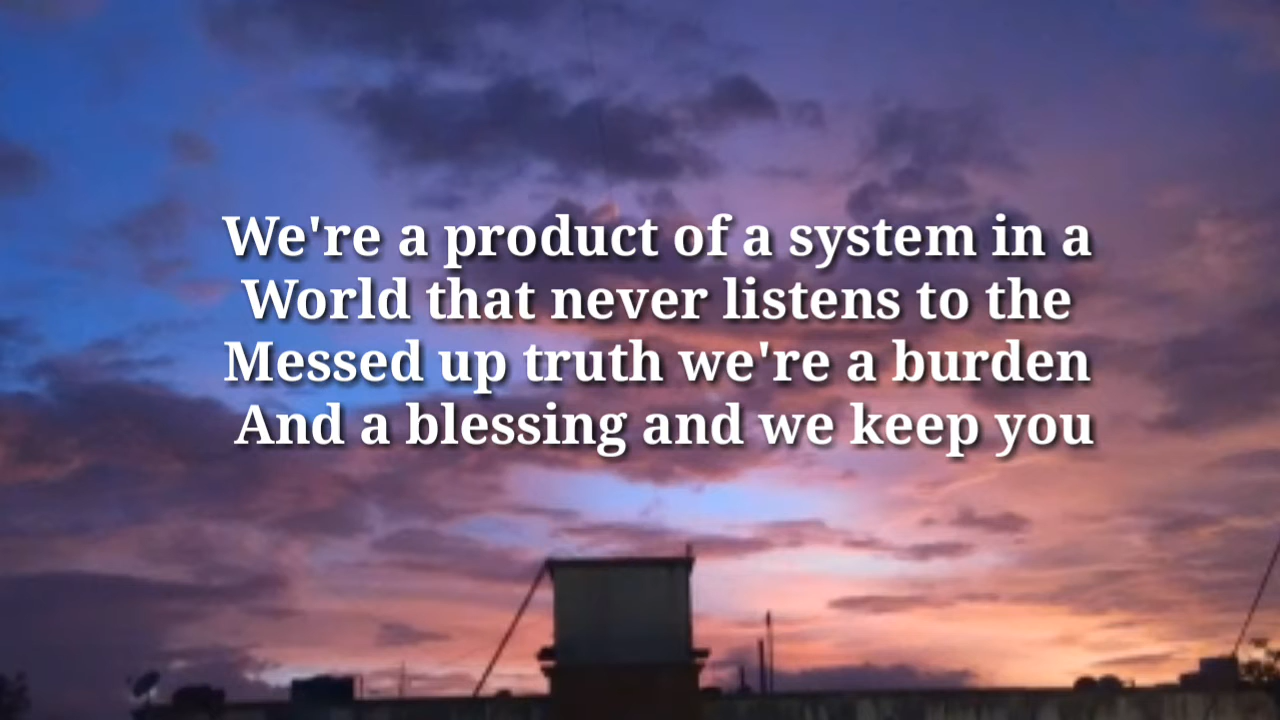 We're a product of a system in a
World that never listens to the
Messed up truth we're a burden
And a blessing and we keep you